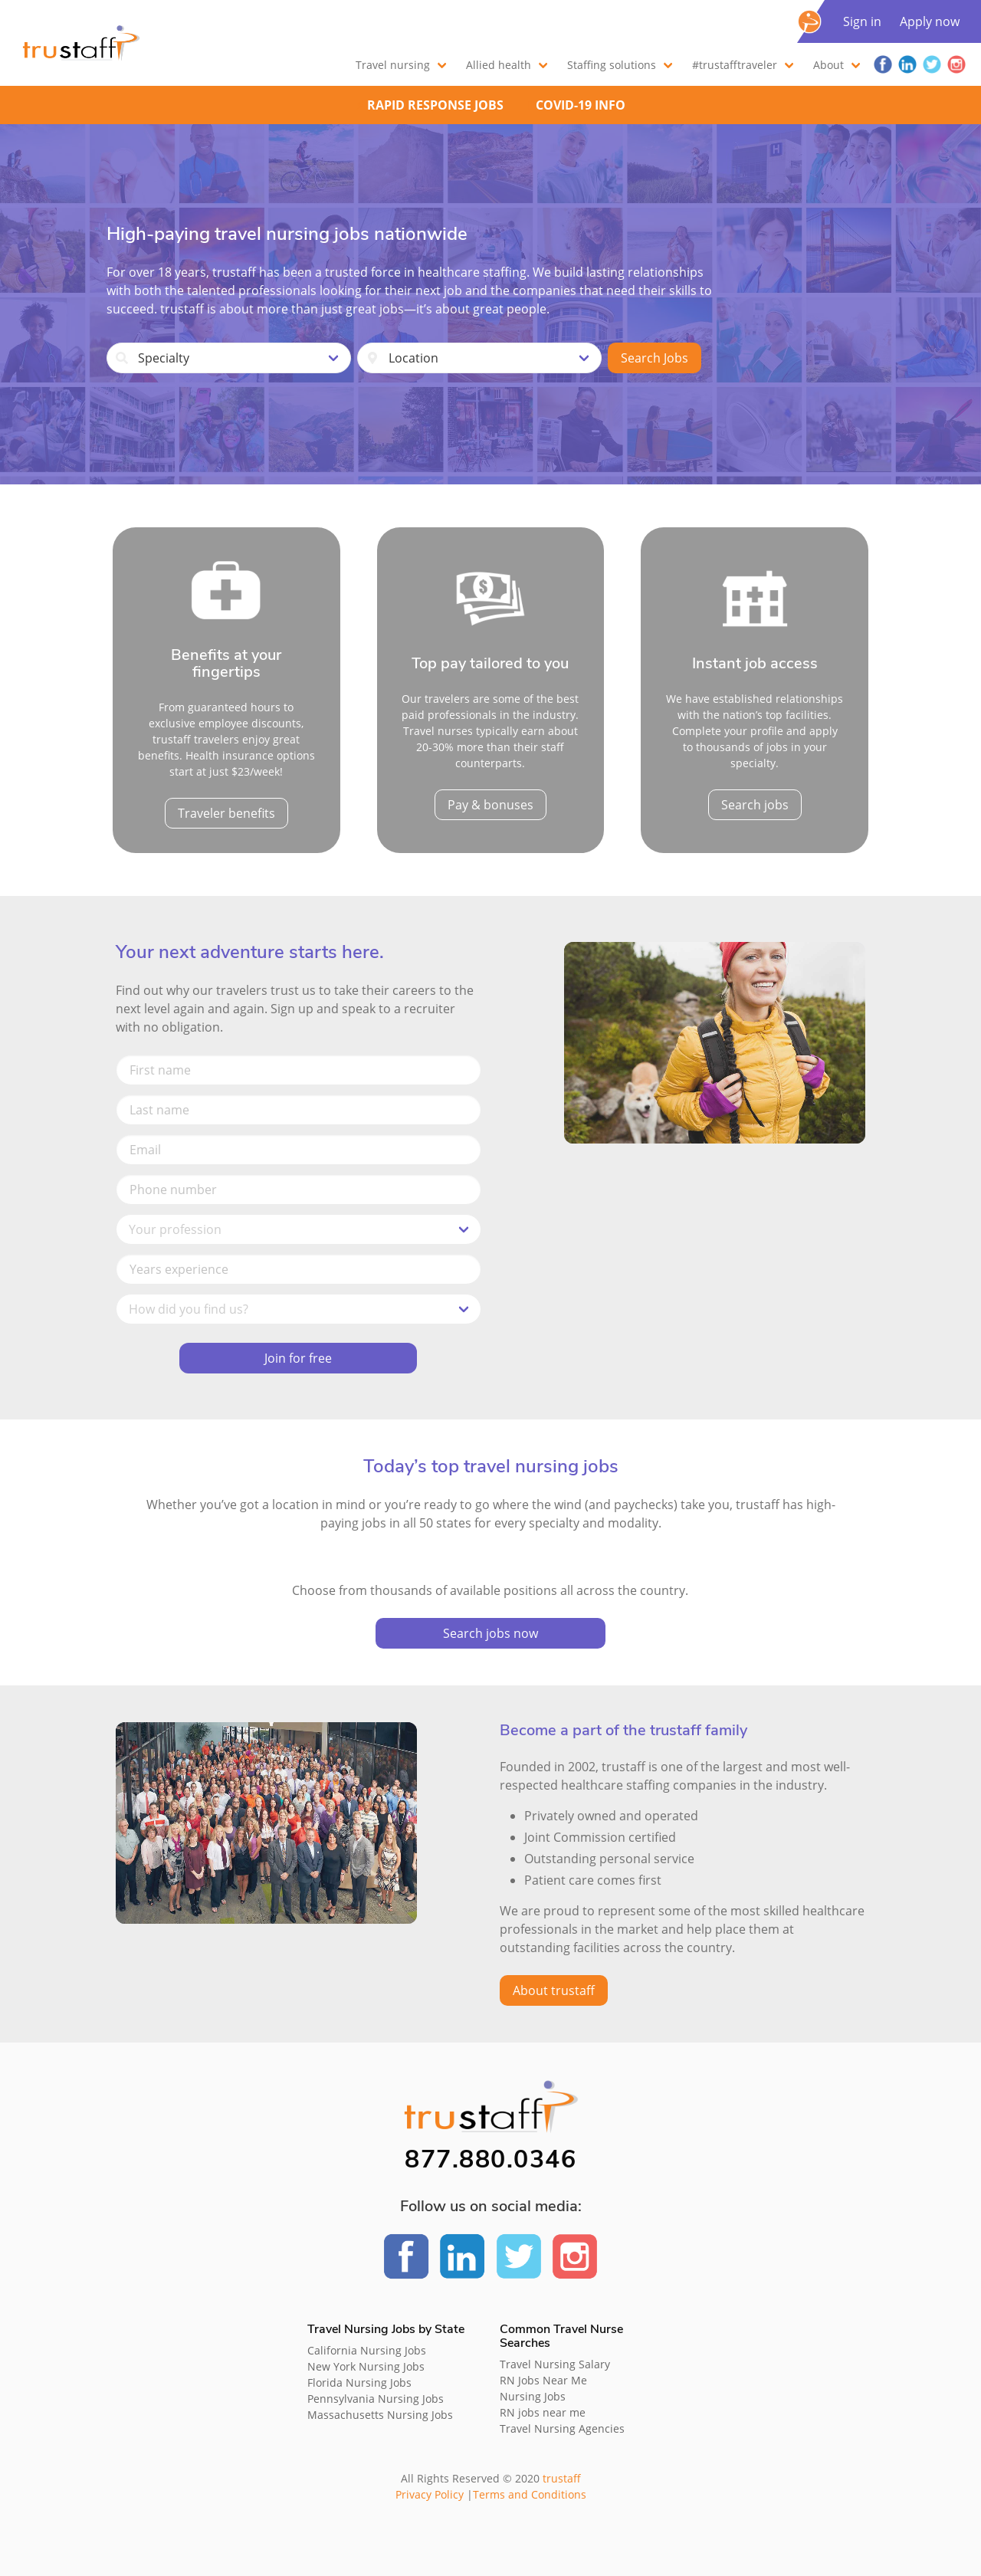 trustaff
Sign in
Apply now
Travel nursing
Allied health
Staffing solutions
#trustafftraveler
About
RAPID RESPONSE JOBS
COVID-19 INFO
High-paying travel nursing jobs nationwide
For over 18 years, trustaff has been a trusted force in healthcare staffing. We build lasting relationships
with both the talented professionals looking for their next job and the companies that need their skills to
succeed. trustaff is about more than just great jobs—it’s about great people.
Specialty
Location
Search Jobs
Benefits at your
fingertips
From guaranteed hours to
exclusive employee discounts,
trustaff travelers enjoy great
benefits. Health insurance options
start at just $23/week!
Traveler benefits
Top pay tailored to you
Our travelers are some of the best
paid professionals in the industry.
Travel nurses typically earn about
20-30% more than their staff
counterparts.
Pay & bonuses
Instant job access
We have established relationships
with the nation’s top facilities.
Complete your profile and apply
to thousands of jobs in your
specialty.
Search jobs
Your next adventure starts here.
Find out why our travelers trust us to take their careers to the
next level again and again. Sign up and speak to a recruiter
with no obligation.
First name
Last name
Email
Phone number
Your profession
Years experience
How did you find us?
Join for free
Today’s top travel nursing jobs
Whether you’ve got a location in mind or you’re ready to go where the wind (and paychecks) take you, trustaff has high-
paying jobs in all 50 states for every specialty and modality.
Choose from thousands of available positions all across the country.
Search jobs now
Become a part of the trustaff family
Founded in 2002, trustaff is one of the largest and most well-
respected healthcare staffing companies in the industry.
Privately owned and operated
Joint Commission certified
Outstanding personal service
Patient care comes first
We are proud to represent some of the most skilled healthcare
professionals in the market and help place them at
outstanding facilities across the country.
About trustaff
trustaff
877.880.0346
Follow us on social media:
Travel Nursing Jobs by State
California Nursing Jobs
New York Nursing Jobs
Florida Nursing Jobs
Pennsylvania Nursing Jobs
Massachusetts Nursing Jobs
Common Travel Nurse
Searches
Travel Nursing Salary
RN Jobs Near Me
Nursing Jobs
RN jobs near me
Travel Nursing Agencies
All Rights Reserved © 2020 trustaff
Privacy Policy |Terms and Conditions